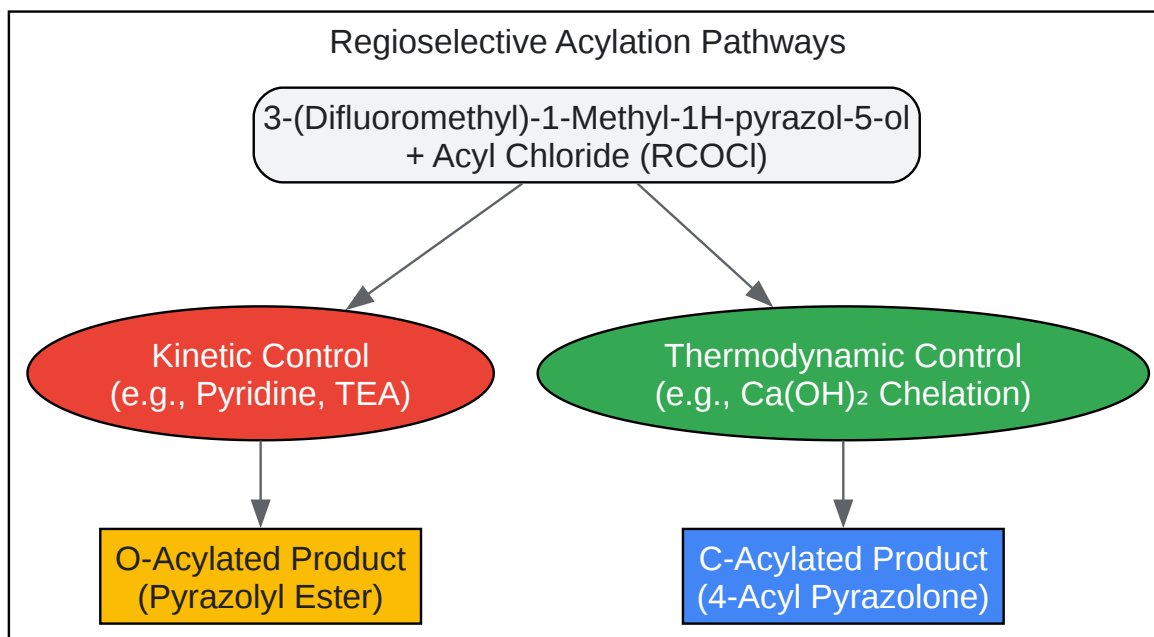 Regioselective Acylation Pathways
3-(Difluoromethyl)-1-Methyl-1H-pyrazol-5-ol
+ Acyl Chloride (RCOCl)
Kinetic Control
(e.g., Pyridine, TEA)
Thermodynamic Control
(e.g., Ca(OH)₂ Chelation)
O-Acylated Product
(Pyrazolyl Ester)
C-Acylated Product
(4-Acyl Pyrazolone)